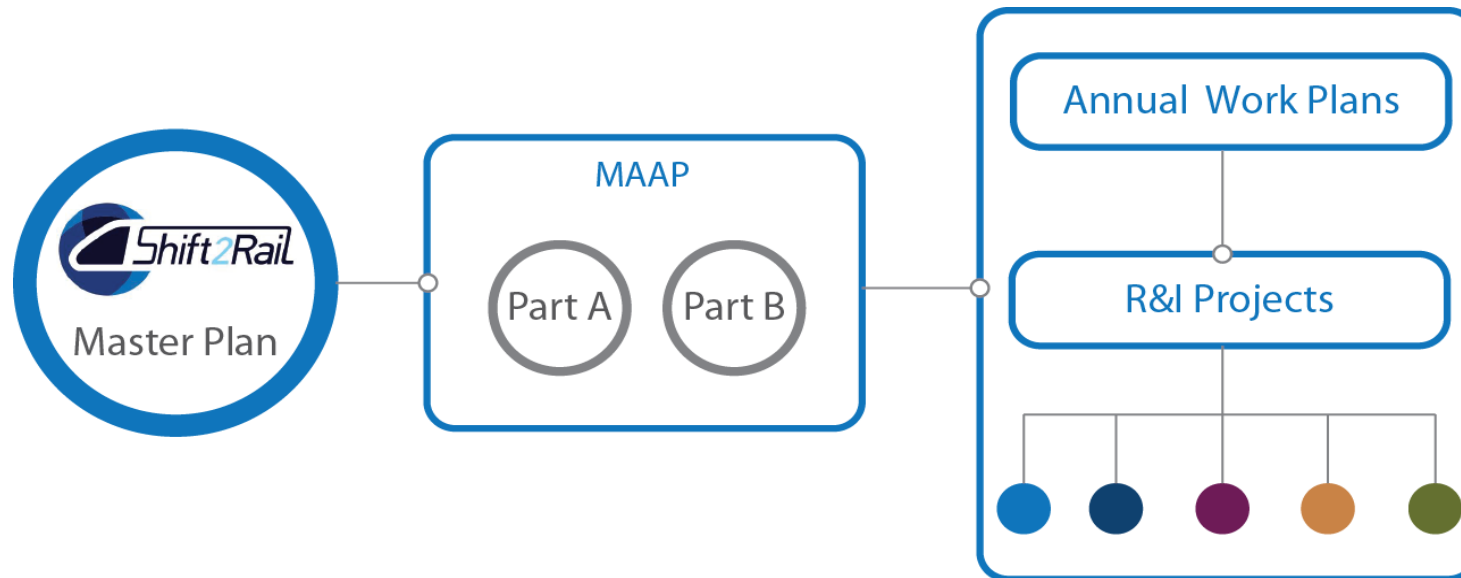 Shift2Rail
Master Plan
MAAP
Part A
Part B
Annual Work Plans
R&I Projects